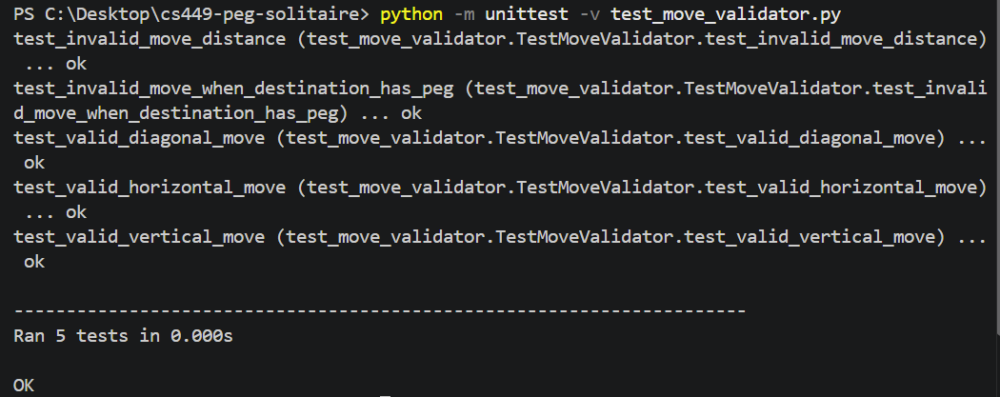 PS C:\Desktop\cs449-peg-solitaire> python -m unittest -v test_move_validator.py
test_invalid_move_distance (test_move_validator.TestMoveValidator.test_invalid_move_distance)
 ... ok
test_invalid_move_when_destination_has_peg (test_move_validator.TestMoveValidator.test_invali
d_move_when_destination_has_peg) ... ok
test_valid_diagonal_move (test_move_validator.TestMoveValidator.test_valid_diagonal_move) ...
 ok
test_valid_horizontal_move (test_move_validator.TestMoveValidator.test_valid_horizontal_move)
 ... ok
test_valid_vertical_move (test_move_validator.TestMoveValidator.test_valid_vertical_move) ...
 ok

----------------------------------------------------------------------
Ran 5 tests in 0.000s

OK